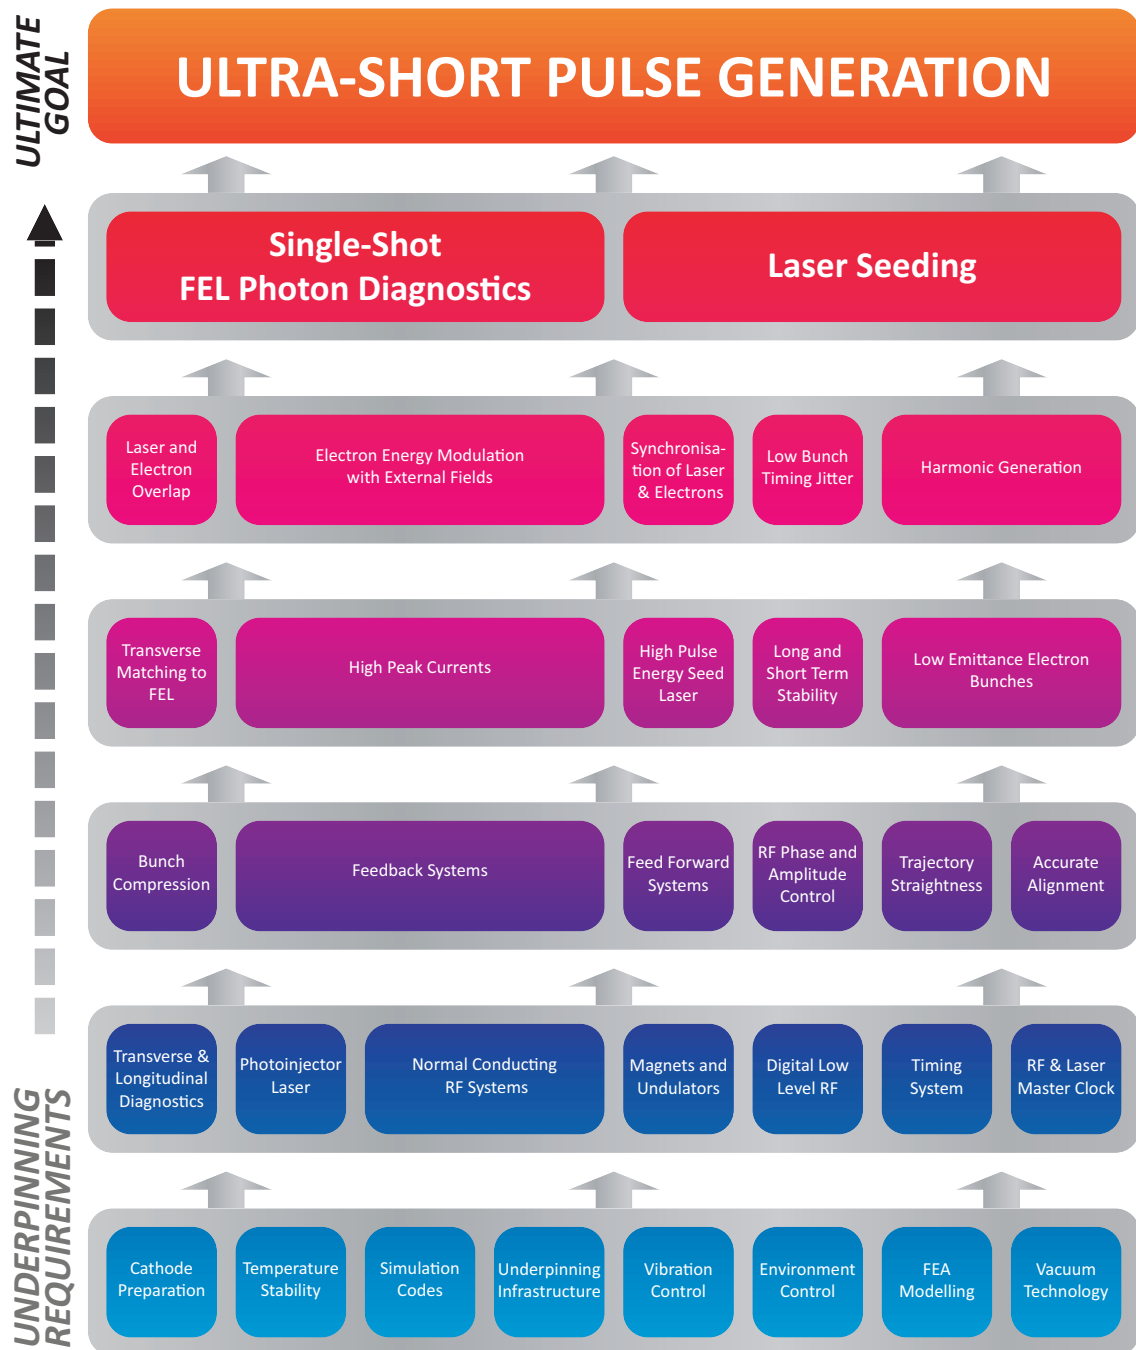 ULTIMATE
GOAL
ULTRA-SHORT PULSE GENERATION
Single-Shot
FEL Photon Diagnostics
Laser Seeding
Laser and
Electron
Overlap
Electron Energy Modulation
with External Fields
Synchronisa-
tion of Laser
& Electrons
Low Bunch
Timing Jitter
Harmonic Generation
Transverse
Matching to
FEL
High Peak Currents
High Pulse
Energy Seed
Laser
Long and
Short Term
Stability
Low Emittance Electron
Bunches
Bunch
Compression
Feedback Systems
Feed Forward
Systems
RF Phase and
Amplitude
Control
Trajectory
Straightness
Accurate
Alignment
Transverse &
Longitudinal
Diagnostics
Photoinjector
Laser
Normal Conducting
RF Systems
Magnets and
Undulators
Digital Low
Level RF
Timing
System
RF & Laser
Master Clock
UNDERPINNING
REQUIREMENTS
Cathode
Preparation
Temperature
Stability
Simulation
Codes
Underpinning
Infrastructure
Vibration
Control
Environment
Control
FEA
Modelling
Vacuum
Technology